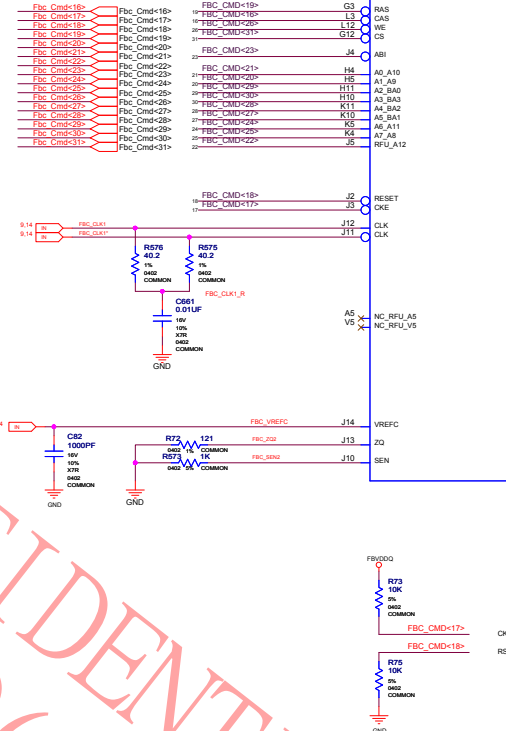 FBC_CMD<19> G3 RAS
Fbc_Cmd<16> Fbc_Cmd<16> FBC_CMD<16> L3 CAS
Fbc_Cmd<17> Fbc_Cmd<17> FBC_CMD<26> L12 WE
Fbc_Cmd<18> Fbc_Cmd<18> FBC_CMD<31> G12 CS
Fbc_Cmd<19> Fbc_Cmd<19>
Fbc_Cmd<20> Fbc_Cmd<20>
Fbc_Cmd<21> Fbc_Cmd<21> FBC_CMD<23> J4 ABI
Fbc_Cmd<22> Fbc_Cmd<22>
Fbc_Cmd<23> Fbc_Cmd<23> FBC_CMD<21> H4 A0_A10
Fbc_Cmd<24> Fbc_Cmd<24> FBC_CMD<20> H5 A1_A9
Fbc_Cmd<25> Fbc_Cmd<25> FBC_CMD<29> H11 A2_BA0
Fbc_Cmd<26> Fbc_Cmd<26> FBC_CMD<30> H10 A3_BA3
Fbc_Cmd<27> Fbc_Cmd<27> FBC_CMD<28> K11 A4_BA2
Fbc_Cmd<28> Fbc_Cmd<28> FBC_CMD<27> K10 A5_BA1
Fbc_Cmd<29> Fbc_Cmd<29> FBC_CMD<24> K5 A6_A11
Fbc_Cmd<30> Fbc_Cmd<30> FBC_CMD<25> K4 A7_A8
Fbc_Cmd<31> Fbc_Cmd<31> FBC_CMD<22> J5 RFU_A12
FBC_CMD<18> J2 RESET
FBC_CMD<17> J3 CKE
9,14 IN FBC_CLK1 J12 CLK
9,14 IN FBC_CLK1* J11 CLK
R576 R575
40.2 40.2
1% 1%
0402 0402
COMMON COMMON
FBC_CLK1_R
C661
0.01UF
16V
10%
X7R
0402
COMMON
GND
A5 NC_RFU_A5
V5 NC_RFU_V5
IN FBC_VREFC J14 VREFC
C82
1000PF
16V
10%
X7R
0402
COMMON
GND
R72 121 FBC_ZQ2 J13 ZQ
0402 1% COMMON
R573 1K FBC_SEN2 J10 SEN
0402 5% COMMON
GND
FBVDDQ
R73
10K
5%
0402
COMMON
FBC_CMD<17> CK
FBC_CMD<18> RS
R75
10K
5%
0402
COMMON
GND
IDENTI